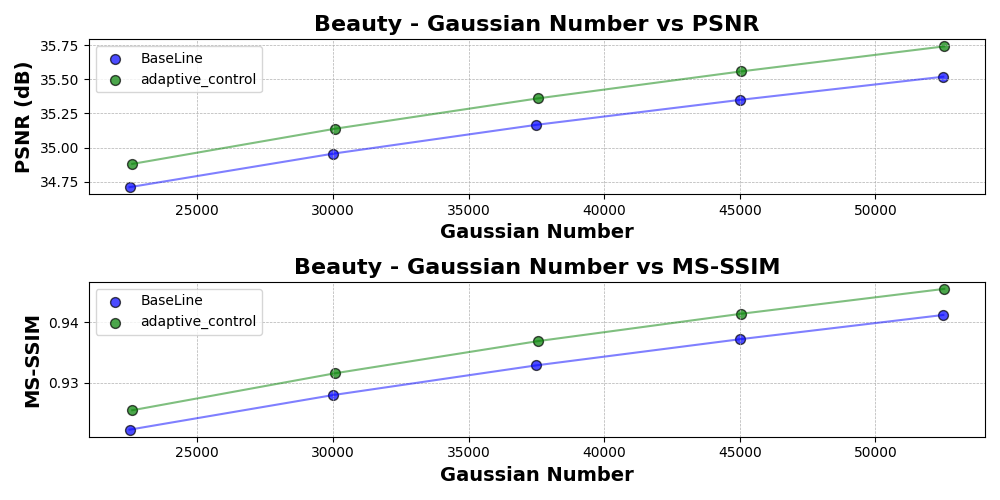 Beauty - Gaussian Number vs PSNR
PSNR (dB)
35.75
35.50
35.25
35.00
34.75
BaseLine
adaptive_control
25000 30000 35000 40000 45000 50000
Gaussian Number
Beauty - Gaussian Number vs MS-SSIM
MS-SSIM
0.94
0.93
BaseLine
adaptive_control
25000 30000 35000 40000 45000 50000
Gaussian Number